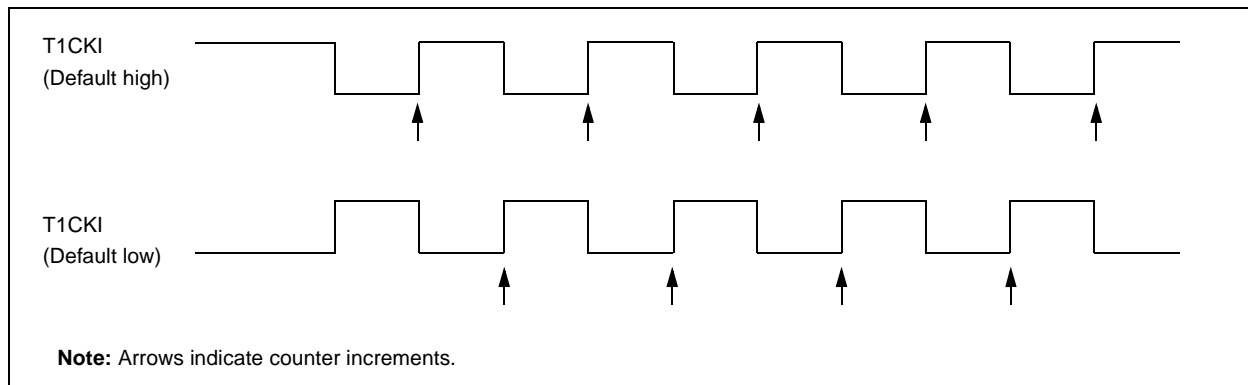 T1CKI
(Default high)
T1CKI
(Default low)
Note: Arrows indicate counter increments.